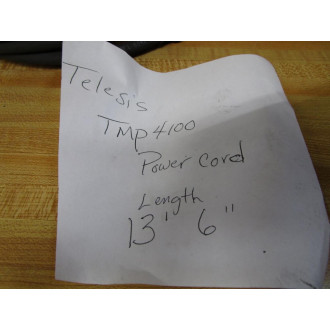 Telesis
TMP 4100
Power Cord
Length
13' 6"